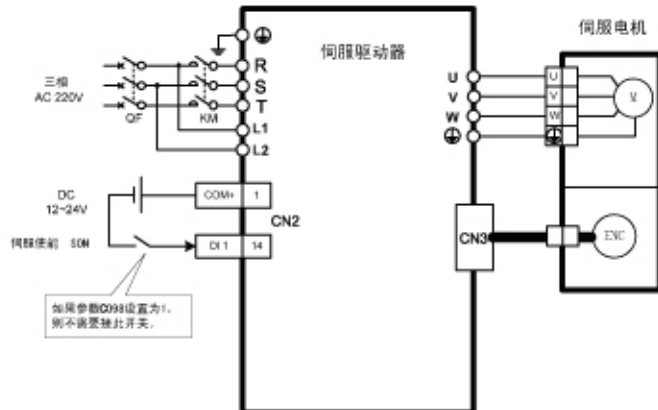 伺服电机
伺服驱动器
三相
AC 220V
QF
KM
R
S
T
L1
L2
U
V
W
U
V
W
M
DC
12~24V
COM+
1
CN2
伺服使能 SON
DI 1
14
CN3
ENC
如果参数C098设置为1，
则不需要接此开关。